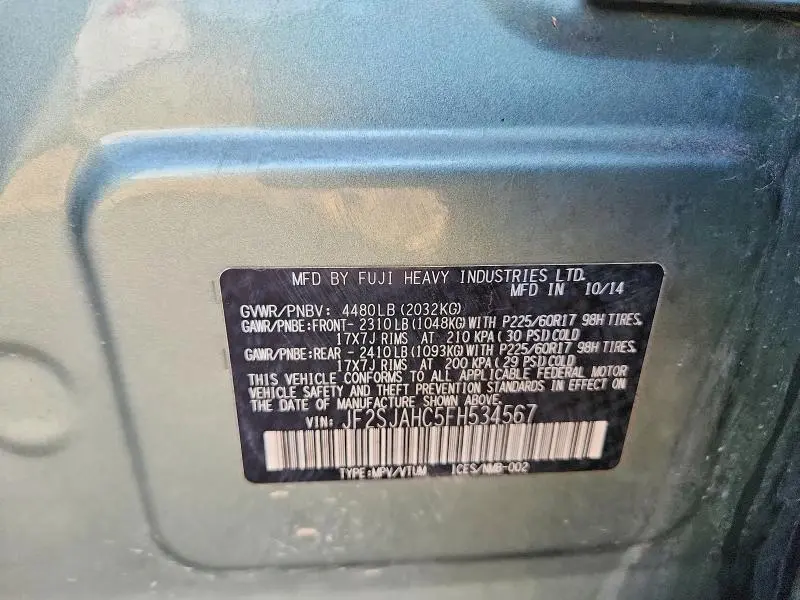 MFD BY FUJI HEAVY INDUSTRIES LTD.
MFD IN 10/14
GVWR/PNBV: 4480LB (2032KG)
GAWR/PNBE:FRONT- 2310LB (1048KG) WITH P225/60R17 98H TIRES,
17X7J RIMS AT 210 KPA ( 30 PSI) COLD
GAWR/PNBE:REAR - 2410LB (1093KG) WITH P225/60R17 98H TIRES,
17X7J RIMS AT 200 KPA ( 29 PSI) COLD
THIS VEHICLE CONFORMS TO ALL APPLICABLE FEDERAL MOTOR
VEHICLE SAFETY AND THEFT PREVENTION STANDARDS IN EFFECT ON
THE DATE OF MANUFACTURE SHOWN ABOVE.
VIN: JF2SJAHC5FH534567
TYPE:MPV/VTUM ICES/NMB-002